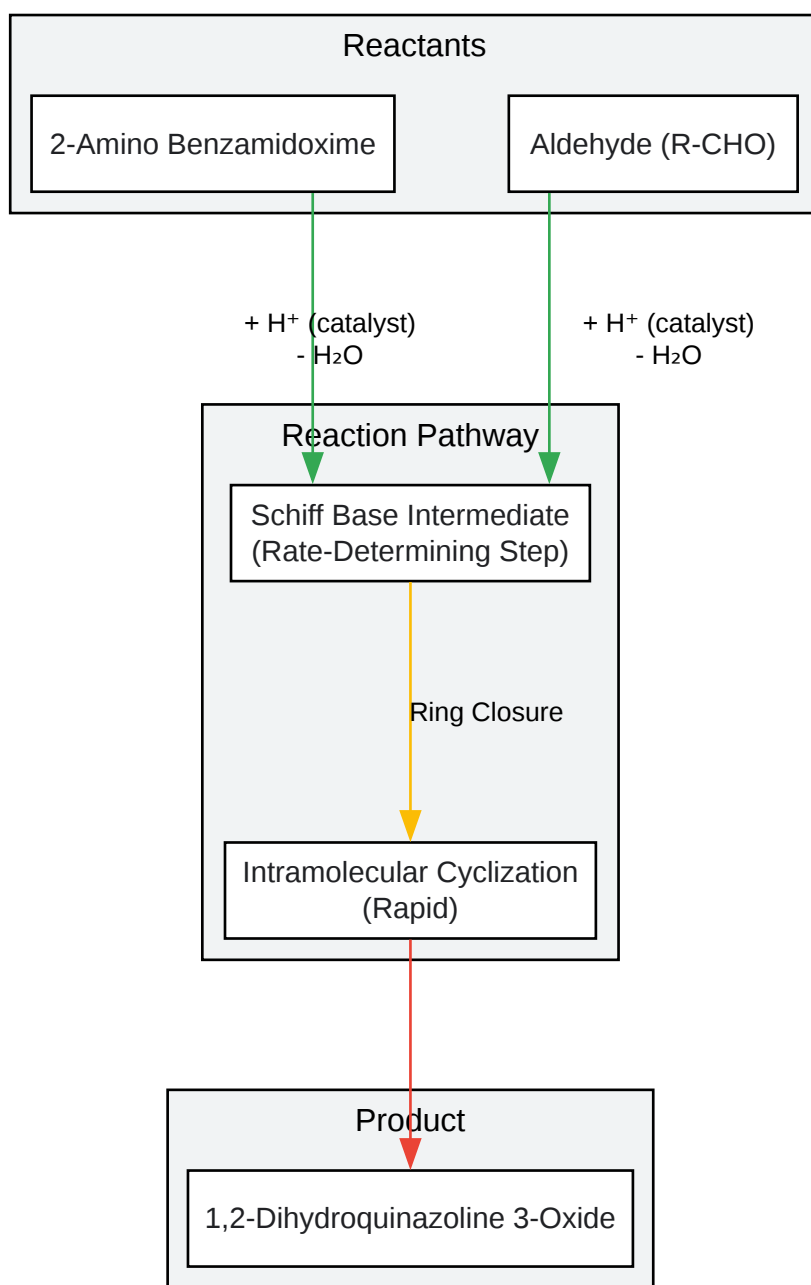 Reactants
2-Amino Benzamidoxime
Aldehyde (R-CHO)
+ H⁺ (catalyst)
- H₂O
+ H⁺ (catalyst)
- H₂O
Reaction Pathway
Schiff Base Intermediate
(Rate-Determining Step)
Ring Closure
Intramolecular Cyclization
(Rapid)
Product
1,2-Dihydroquinazoline 3-Oxide